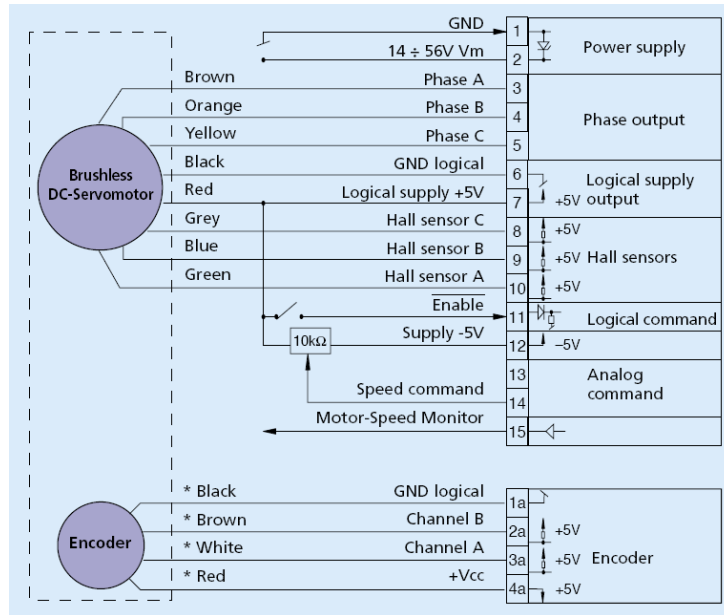 GND
1
14 ÷ 56V Vm
2
Power supply
Brown
Phase A
3
Orange
Phase B
4
Phase output
Yellow
Phase C
5
Brushless
DC-Servomotor
Black
GND logical
6
Logical supply
output
Red
Logical supply +5V
7
+5V
Grey
Hall sensor C
8
+5V
Blue
Hall sensor B
9
+5V
Hall sensors
Green
Hall sensor A
10
+5V
Enable
11
Logical command
10kΩ
Supply -5V
12
–5V
13
Analog
command
Speed command
14
Motor-Speed Monitor
15
* Black
GND logical
1a
* Brown
Channel B
2a
+5V
Encoder
* White
Channel A
3a
+5V
Encoder
* Red
+Vcc
4a
+5V